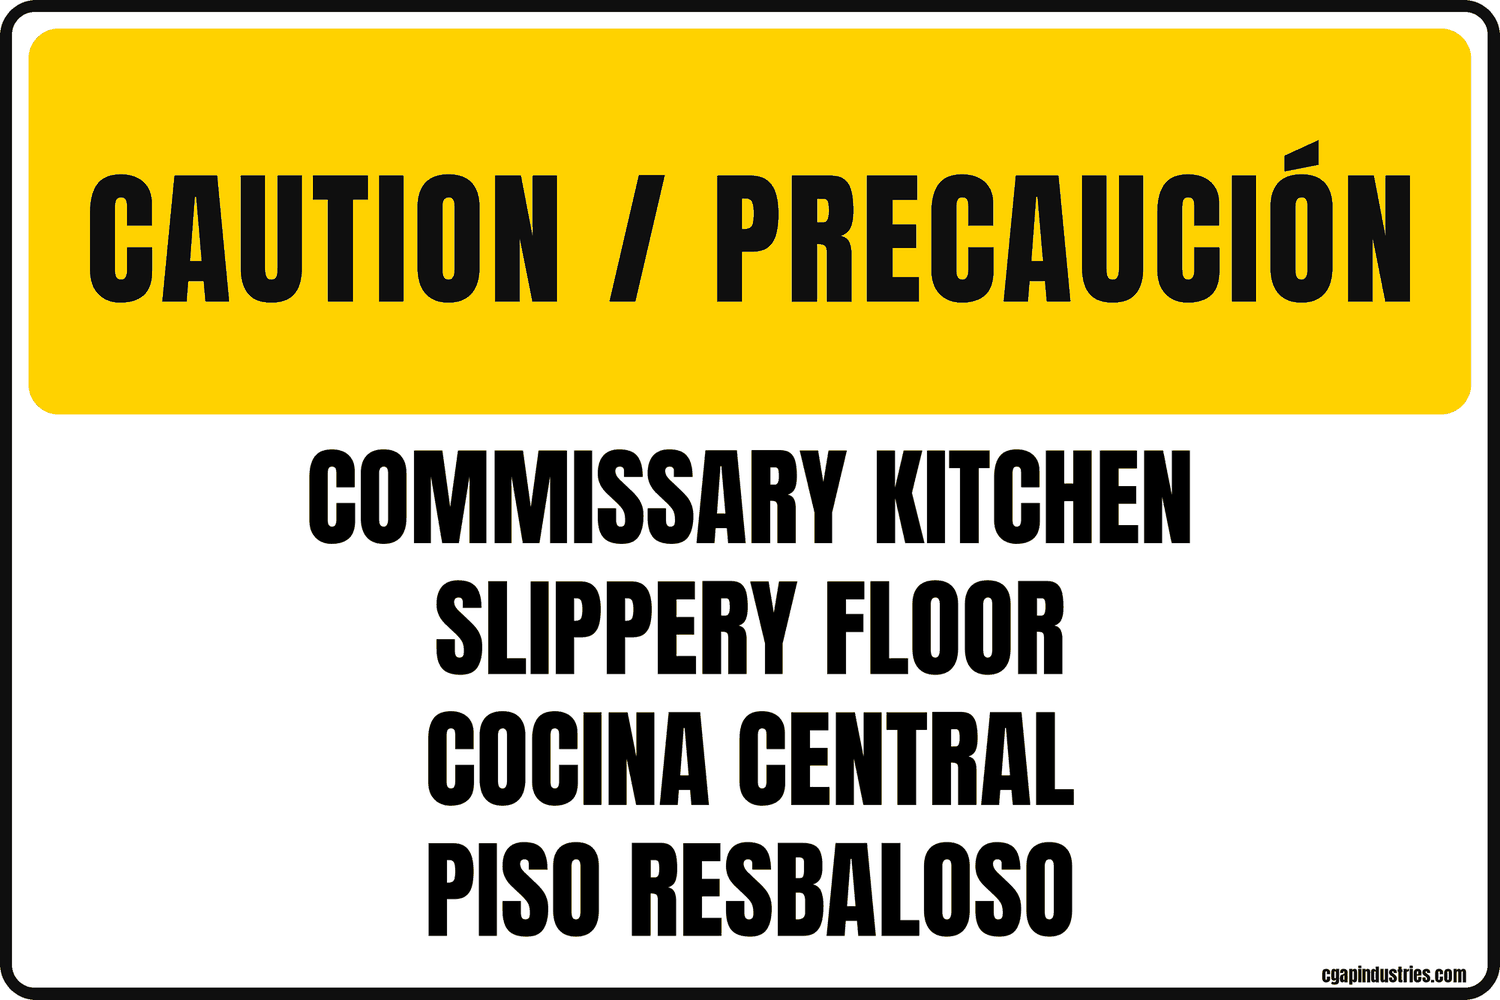 CAUTION / PRECAUCIÓN
COMMISSARY KITCHEN
SLIPPERY FLOOR
COCINA CENTRAL
PISO RESBALOSO
cgapindustries.com